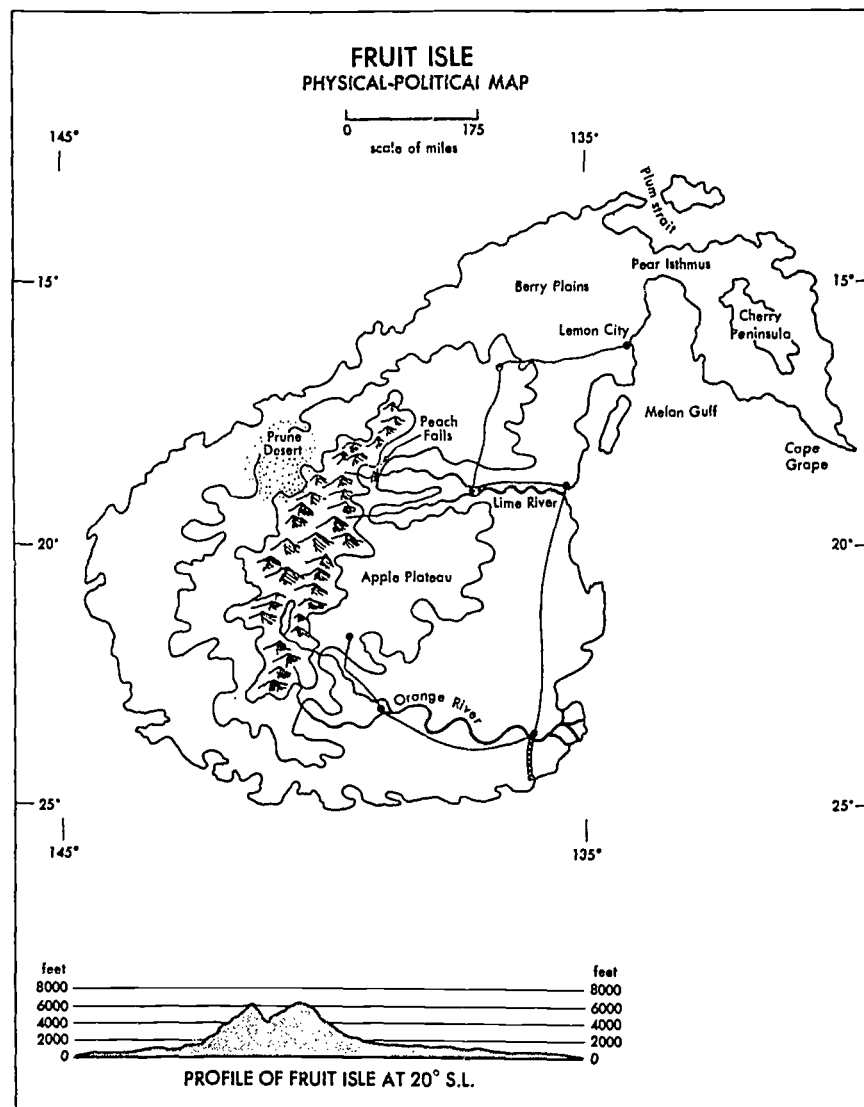 FRUIT ISLE
PHYSICAL-POLITICAL MAP
0 175
scale of miles
145° 135°
Plum strait
Pear Isthmus
15° Berry Plains 15°
Cherry
Peninsula
Lemon City
Melan Guff
Peach
Falls
Prune
Desert
Cape
Grape
Lime River
20° 20°
Apple Plateau
Orange River
25° 25°
145° 135°
feet feet
8000 8000
6000 6000
4000 4000
2000 2000
0 0
PROFILE OF FRUIT ISLE AT 20° S.L.